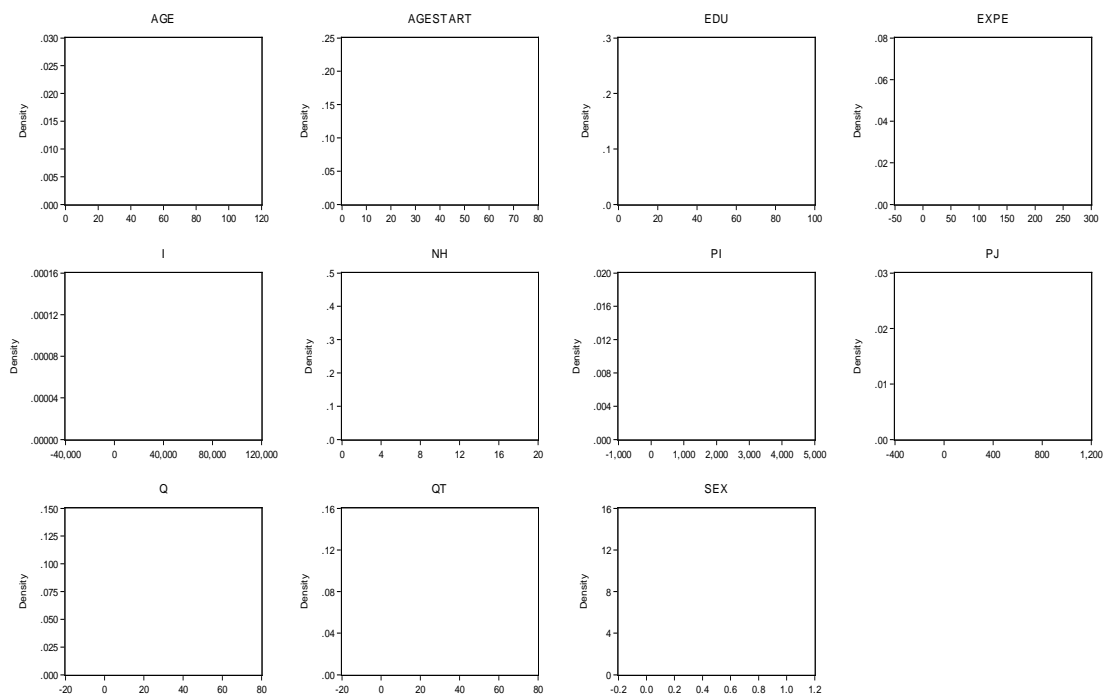 AGE
.030
.025
.020
.015
.010
.005
.000
Density
0 20 40 60 80 100 120
AGESTART
.25
.20
.15
.10
.05
.00
Density
0 10 20 30 40 50 60 70 80
EDU
.3
.2
.1
.0
Density
0 20 40 60 80 100
EXPE
.08
.06
.04
.02
.00
Density
-50 0 50 100 150 200 250 300
I
.00016
.00012
.00008
.00004
.00000
Density
-40,000 0 40,000 80,000 120,000
NH
.5
.4
.3
.2
.1
.0
Density
0 4 8 12 16 20
PI
.020
.016
.012
.008
.004
.000
Density
-1,000 0 1,000 2,000 3,000 4,000 5,000
PJ
.03
.02
.01
.00
Density
-400 0 400 800 1,200
Q
.150
.125
.100
.075
.050
.025
.000
Density
-20 0 20 40 60 80
QT
.16
.12
.08
.04
.00
Density
-20 0 20 40 60 80
SEX
16
12
8
4
0
Density
-0.2 0.0 0.2 0.4 0.6 0.8 1.0 1.2